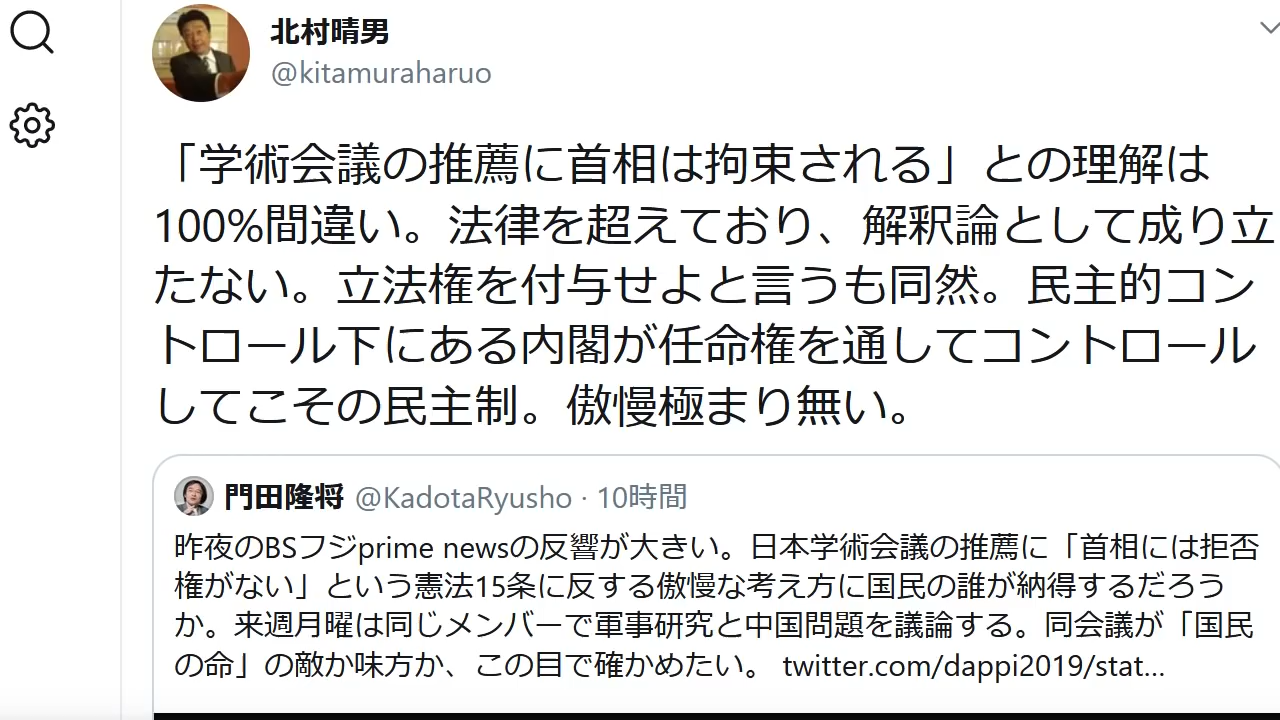 北村晴男
@kitamuraharuo
「学術会議の推薦に首相は拘束される」との理解は
100%間違い。法律を超えており、解釈論として成り立
たない。立法権を付与せよと言うも同然。民主的コン
トロール下にある内閣が任命権を通してコントロール
してこその民主制。傲慢極まり無い。
門田隆将 @KadotaRyusho · 10時間
昨夜のBSフジprime newsの反響が大きい。日本学術会議の推薦に「首相には拒否
権がない」という憲法15条に反する傲慢な考え方に国民の誰が納得するだろう
か。来週月曜は同じメンバーで軍事研究と中国問題を議論する。同会議が「国民
の命」の敵か味方か、この目で確かめたい。 twitter.com/dappi2019/stat...